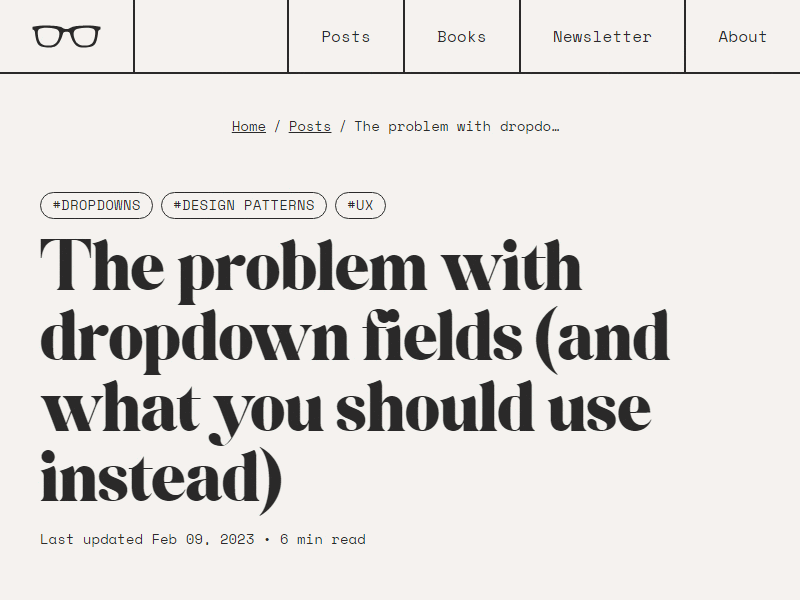 Posts Books Newsletter About
Home / Posts / The problem with dropdo…
#DROPDOWNS #DESIGN PATTERNS #UX
The problem with
dropdown fields (and
what you should use
instead)
Last updated Feb 09, 2023 • 6 min read